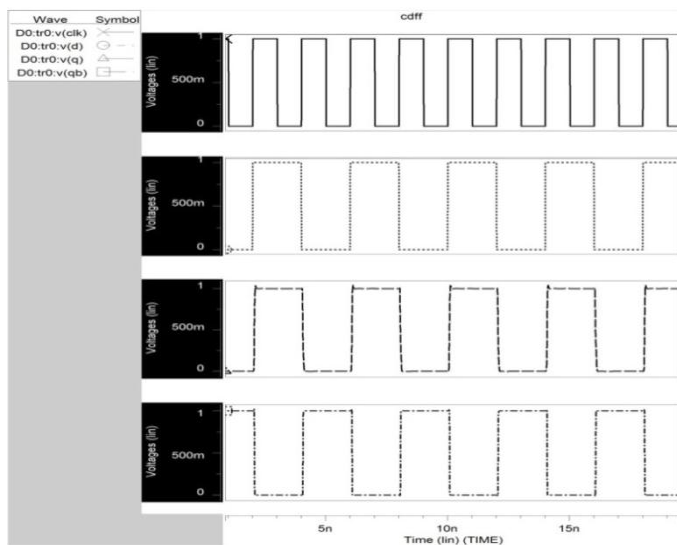 Wave Symbol
D0:tr0:v(clk)
D0:tr0:v(d)
D0:tr0:v(q)
D0:tr0:v(qb)
cdff
Voltages (lin)
1
500m
0
Voltages (lin)
1
500m
0
Voltages (lin)
1
500m
0
Voltages (lin)
1
500m
0
5n 10n 15n
Time (lin) (TIME)